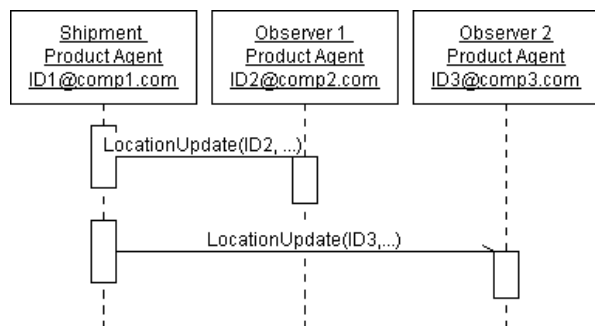 Shipment
Product Agent
ID1@comp1.com
Observer 1
Product Agent
ID2@comp2.com
Observer 2
Product Agent
ID3@comp3.com
LocationUpdate(ID2, ...)
LocationUpdate(ID3,...)